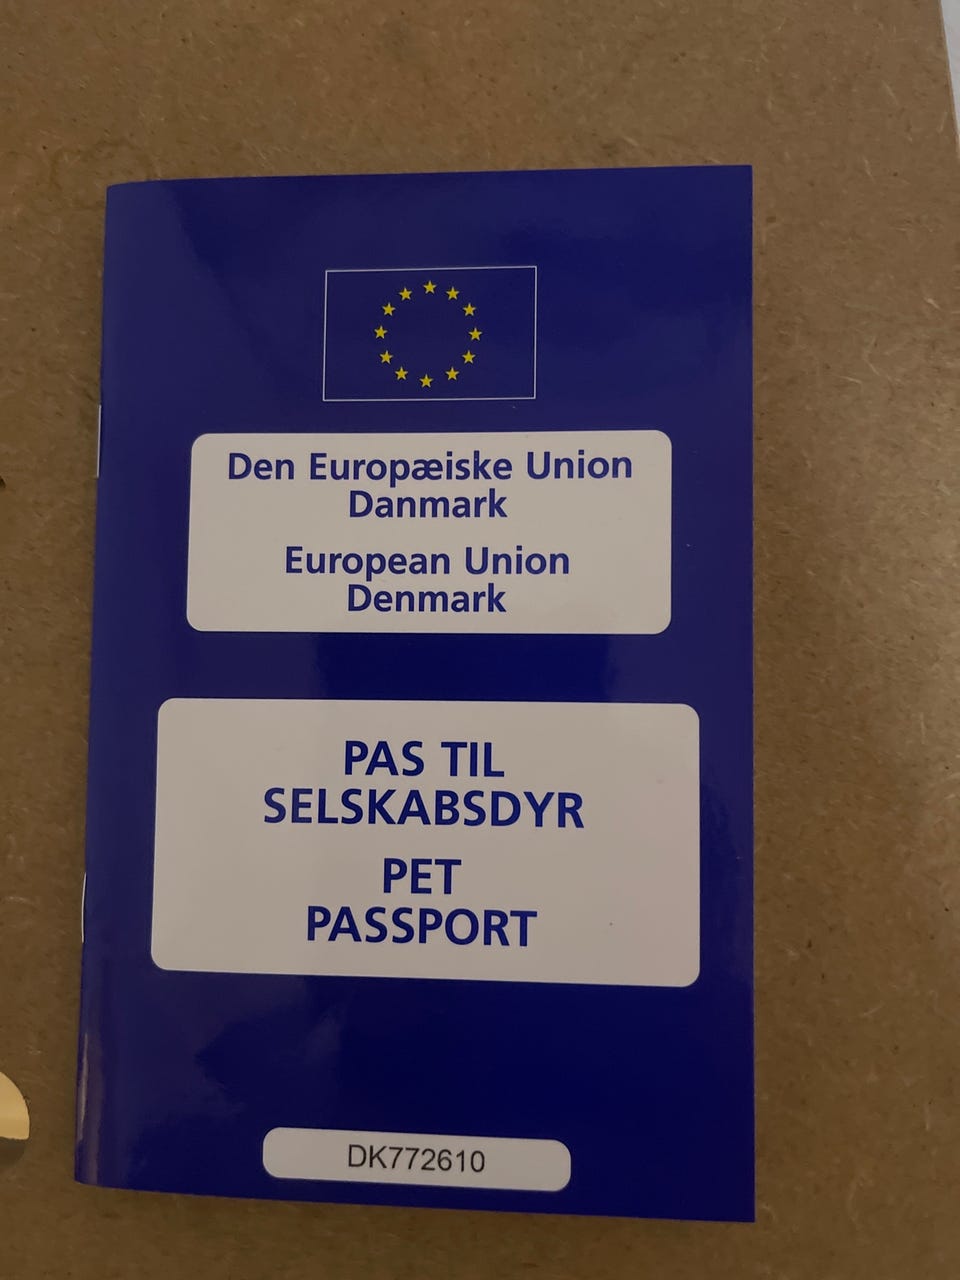 Den Europæiske Union
Danmark
European Union
Denmark
PAS TIL
SELSKABSDYR
PET
PASSPORT
DK772610